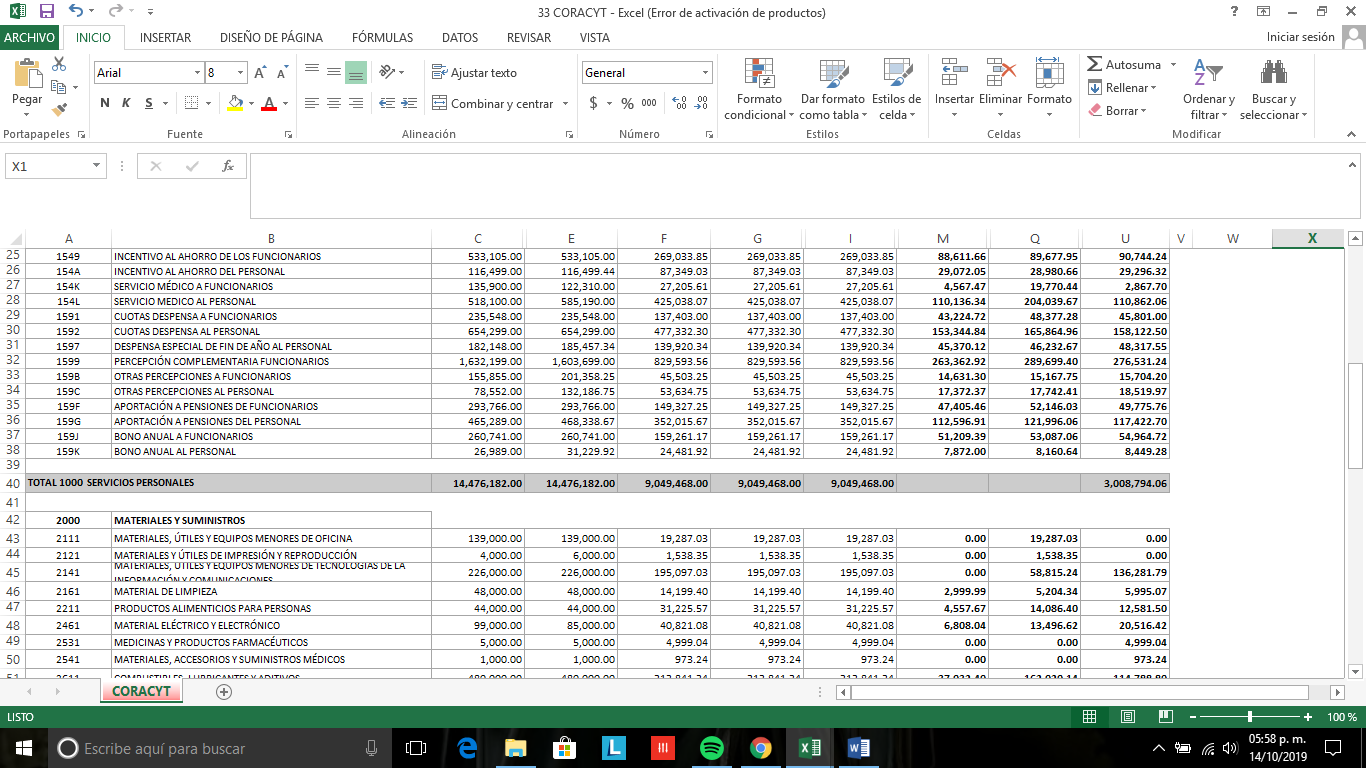 33 CORACYT - Excel (Error de activación de productos)
ARCHIVO INICIO INSERTAR DISEÑO DE PÁGINA FÓRMULAS DATOS REVISAR VISTA Iniciar sesión
Pegar
Portapapeles
Arial 8
N K S
Fuente
Ajustar texto
Combinar y centrar
Alineación
General
$ % 000
Número
Formato condicional
Dar formato como tabla
Estilos de celda
Estilos
Insertar Eliminar Formato
Celdas
Autosuma
Rellenar
Borrar
Ordenar y filtrar
Buscar y seleccionar
Modificar
X1 fx
A B C E F G I M Q U V W X
25 1549 INCENTIVO AL AHORRO DE LOS FUNCIONARIOS 533,105.00 533,105.00 269,033.85 269,033.85 269,033.85 88,611.66 89,677.95 90,744.24
26 154A INCENTIVO AL AHORRO DEL PERSONAL 116,499.00 116,499.44 87,349.03 87,349.03 87,349.03 29,072.05 28,980.66 29,296.32
27 154K SERVICIO MÉDICO A FUNCIONARIOS 135,900.00 122,310.00 27,205.61 27,205.61 27,205.61 4,567.47 19,770.44 2,867.70
28 154L SERVICIO MEDICO AL PERSONAL 518,100.00 585,190.00 425,038.07 425,038.07 425,038.07 110,136.34 204,039.67 110,862.06
29 1591 CUOTAS DESPENSA A FUNCIONARIOS 235,548.00 235,548.00 137,403.00 137,403.00 137,403.00 43,224.72 48,377.28 45,801.00
30 1592 CUOTAS DESPENSA AL PERSONAL 654,299.00 654,299.00 477,332.30 477,332.30 477,332.30 153,344.84 165,864.96 158,122.50
31 1597 DESPENSA ESPECIAL DE FIN DE AÑO AL PERSONAL 182,148.00 185,457.34 139,920.34 139,920.34 139,920.34 45,370.12 46,232.67 48,317.55
32 1599 PERCEPCIÓN COMPLEMENTARIA FUNCIONARIOS 1,632,199.00 1,603,699.00 829,593.56 829,593.56 829,593.56 263,362.92 289,699.40 276,531.24
33 159B OTRAS PERCEPCIONES A FUNCIONARIOS 155,855.00 201,358.25 45,503.25 45,503.25 45,503.25 14,631.30 15,167.75 15,704.20
34 159C OTRAS PERCEPCIONES AL PERSONAL 78,552.00 132,186.75 53,634.75 53,634.75 53,634.75 17,372.37 17,742.41 18,519.97
35 159F APORTACIÓN A PENSIONES DE FUNCIONARIOS 293,766.00 293,766.00 149,327.25 149,327.25 149,327.25 47,405.46 52,146.03 49,775.76
36 159G APORTACIÓN A PENSIONES DEL PERSONAL 465,289.00 468,338.67 352,015.67 352,015.67 352,015.67 112,596.91 121,996.06 117,422.70
37 159J BONO ANUAL A FUNCIONARIOS 260,741.00 260,741.00 159,261.17 159,261.17 159,261.17 51,209.39 53,087.06 54,964.72
38 159K BONO ANUAL AL PERSONAL 26,989.00 31,229.92 24,481.92 24,481.92 24,481.92 7,872.00 8,160.64 8,449.28
39
40 TOTAL 1000 SERVICIOS PERSONALES 14,476,182.00 14,476,182.00 9,049,468.00 9,049,468.00 9,049,468.00 3,008,794.06
41
42 2000 MATERIALES Y SUMINISTROS
43 2111 MATERIALES, ÚTILES Y EQUIPOS MENORES DE OFICINA 139,000.00 139,000.00 19,287.03 19,287.03 19,287.03 0.00 19,287.03 0.00
44 2121 MATERIALES Y ÚTILES DE IMPRESIÓN Y REPRODUCCIÓN 4,000.00 6,000.00 1,538.35 1,538.35 1,538.35 0.00 1,538.35 0.00
45 2141 MATERIALES, ÚTILES Y EQUIPOS MENORES DE TECNOLOGÍAS DE LA INFORMACIÓN Y COMUNICACIONES 226,000.00 226,000.00 195,097.03 195,097.03 195,097.03 0.00 58,815.24 136,281.79
46 2161 MATERIAL DE LIMPIEZA 48,000.00 48,000.00 14,199.40 14,199.40 14,199.40 2,999.99 5,204.34 5,995.07
47 2211 PRODUCTOS ALIMENTICIOS PARA PERSONAS 44,000.00 44,000.00 31,225.57 31,225.57 31,225.57 4,557.67 14,086.40 12,581.50
48 2461 MATERIAL ELÉCTRICO Y ELECTRÓNICO 99,000.00 85,000.00 40,821.08 40,821.08 40,821.08 6,808.04 13,496.62 20,516.42
49 2531 MEDICINAS Y PRODUCTOS FARMACÉUTICOS 5,000.00 5,000.00 4,999.04 4,999.04 4,999.04 0.00 0.00 4,999.04
50 2541 MATERIALES, ACCESORIOS Y SUMINISTROS MÉDICOS 1,000.00 1,000.00 973.24 973.24 973.24 0.00 0.00 973.24
CORACYT
LISTO 100 %
Escribe aquí para buscar
05:58 p. m.
14/10/2019